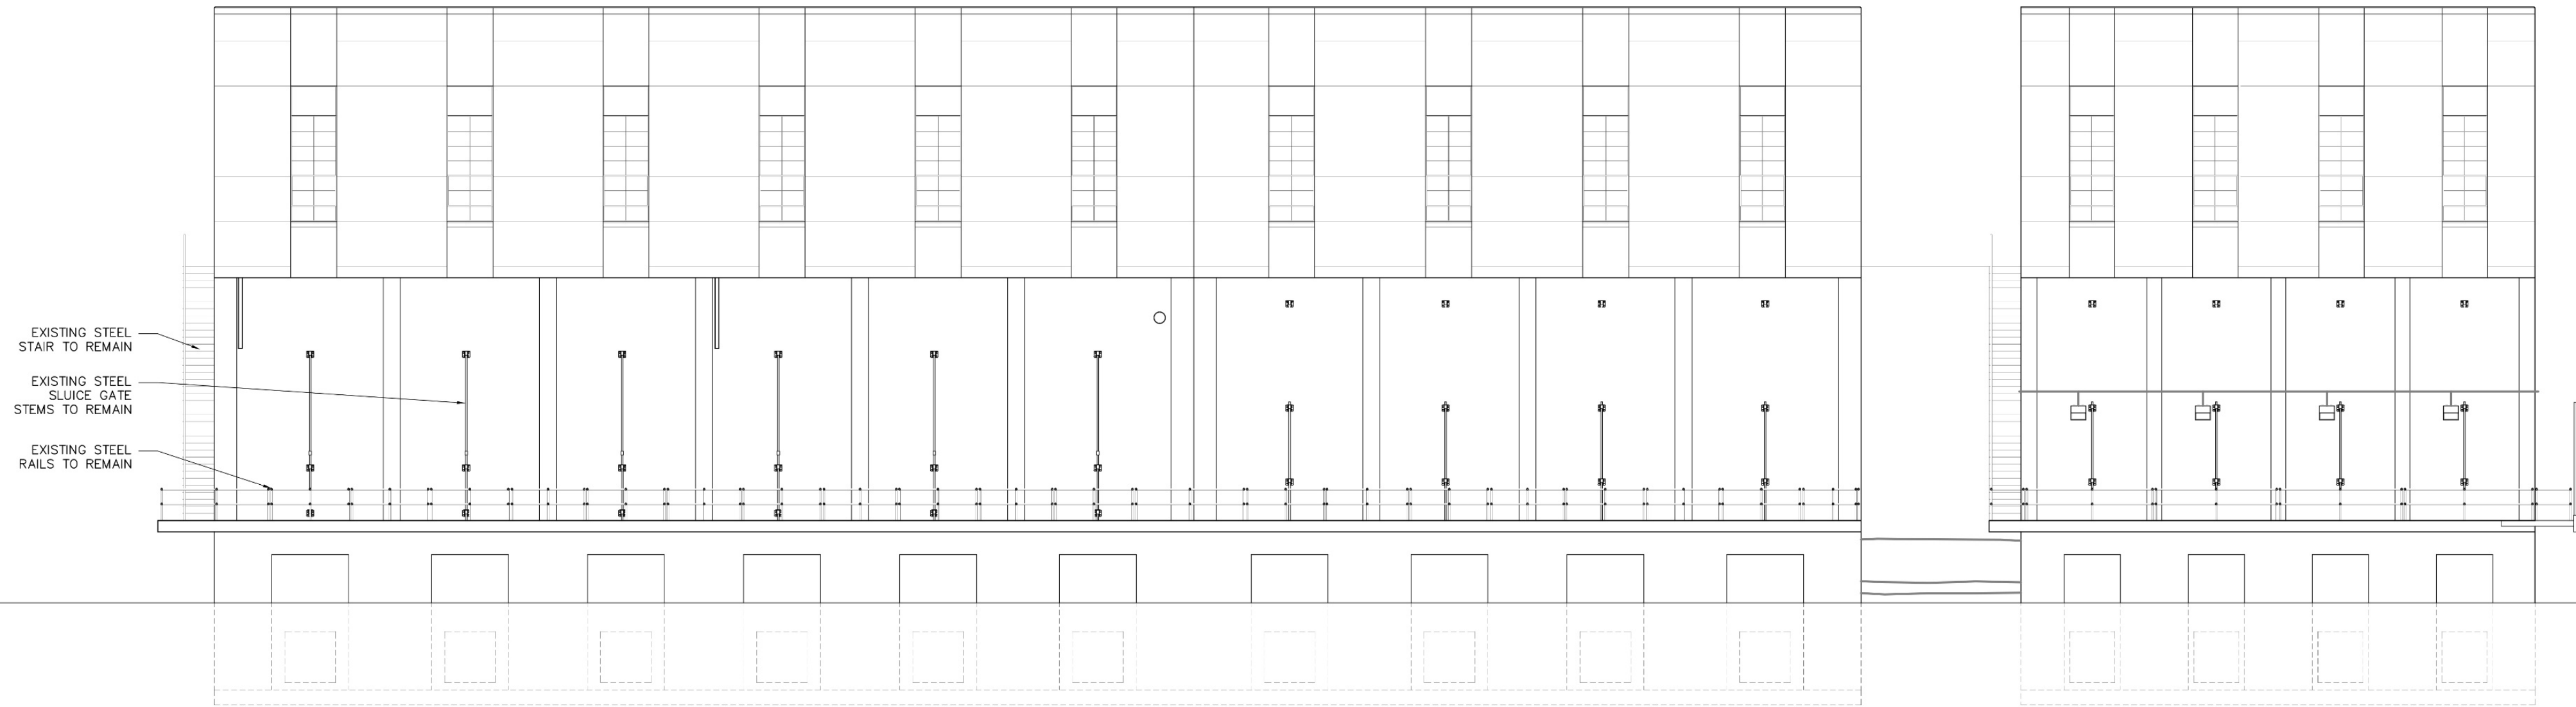 EXISTING STEEL
STAIR TO REMAIN
EXISTING STEEL
SLUICE GATE
STEMS TO REMAIN
EXISTING STEEL
RAILS TO REMAIN